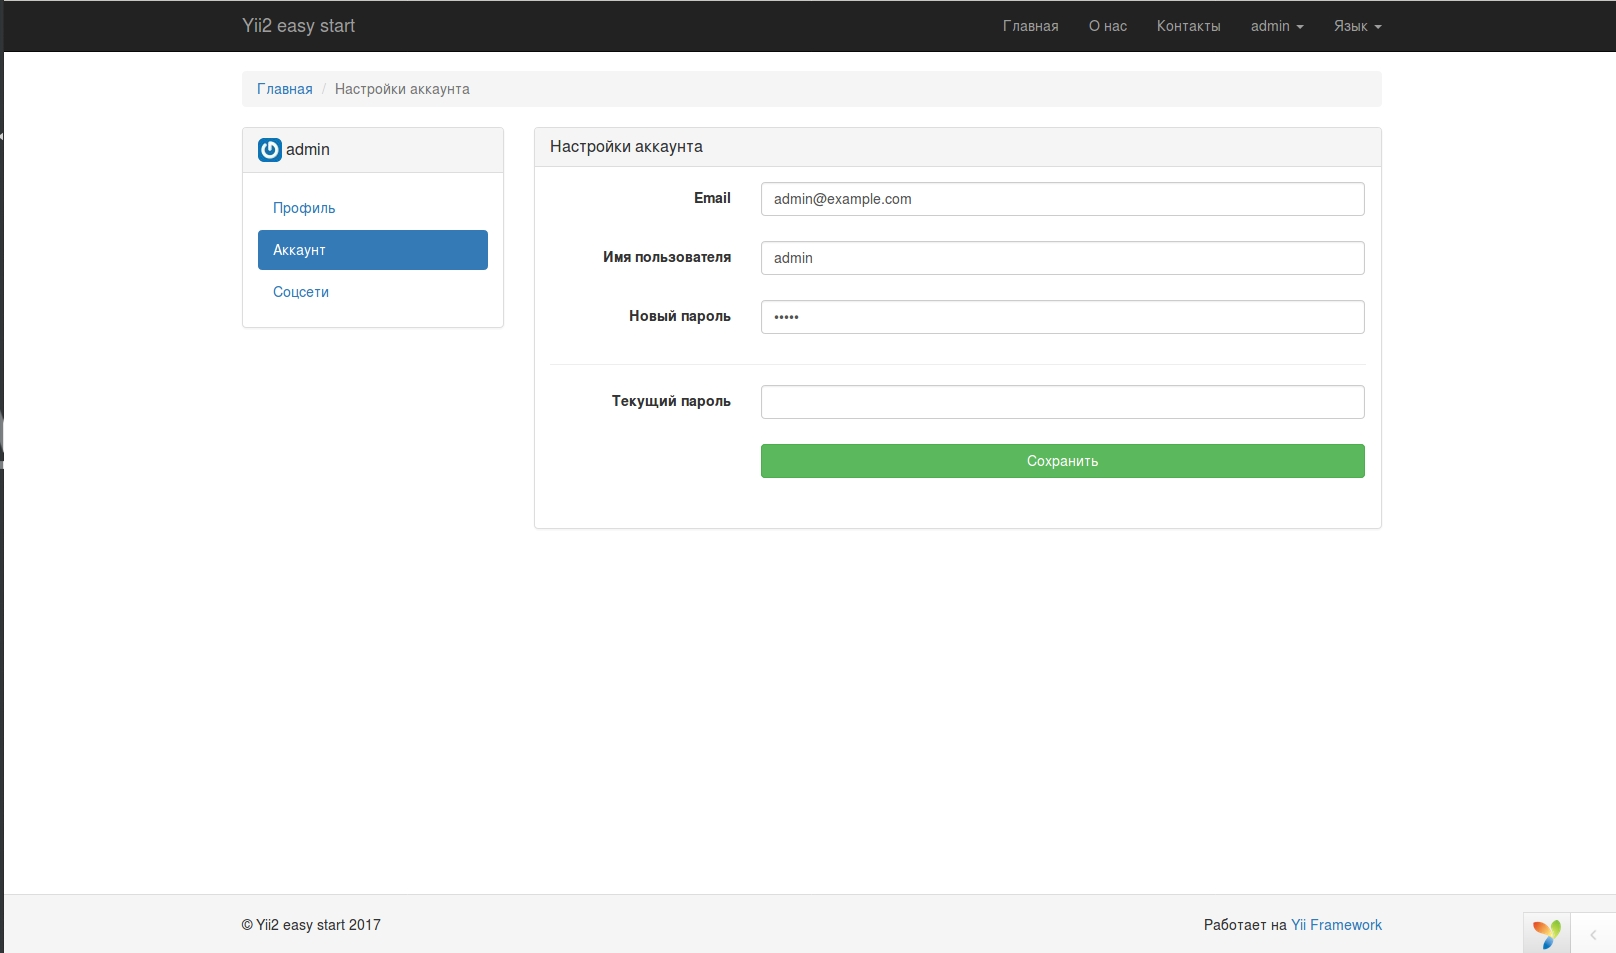 Yii2 easy start Главная О нас Контакты admin Язык
Главная / Настройки аккаунта
admin
Профиль
Аккаунт
Соцсети
Настройки аккаунта
Email admin@example.com
Имя пользователя admin
Новый пароль •••••
Текущий пароль
Сохранить
© Yii2 easy start 2017 Работает на Yii Framework